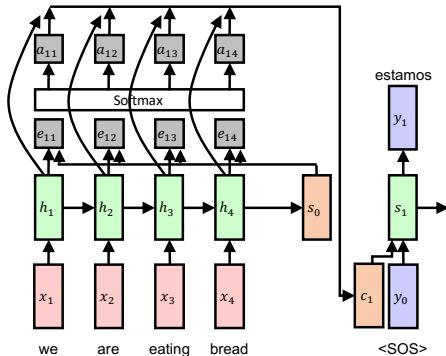 a₁₁ a₁₂ a₁₃ a₁₄
Softmax
estamos
e₁₁ e₁₂ e₁₃ e₁₄
y₁
h₁ h₂ h₃ h₄ s₀ s₁
x₁ x₂ x₃ x₄ c₁ y₀
we are eating bread <SOS>